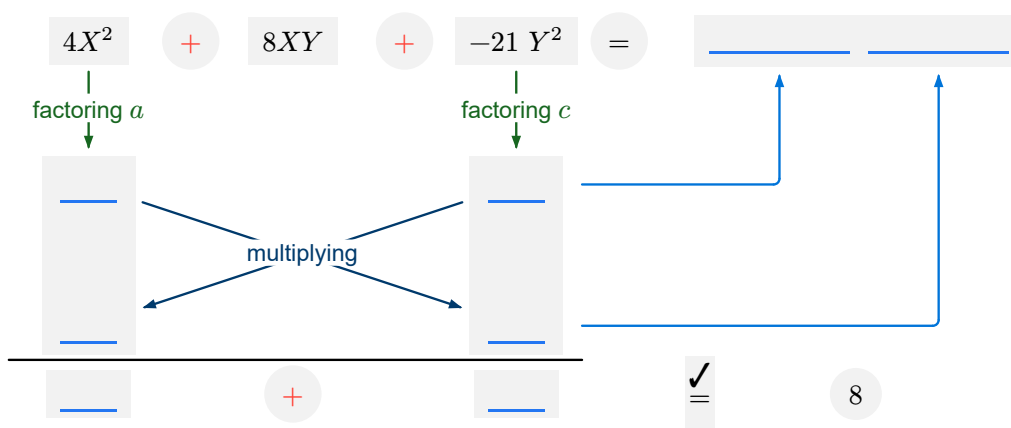 4X² + 8XY + −21 Y² =
factoring a factoring c
multiplying
+ ✓= 8